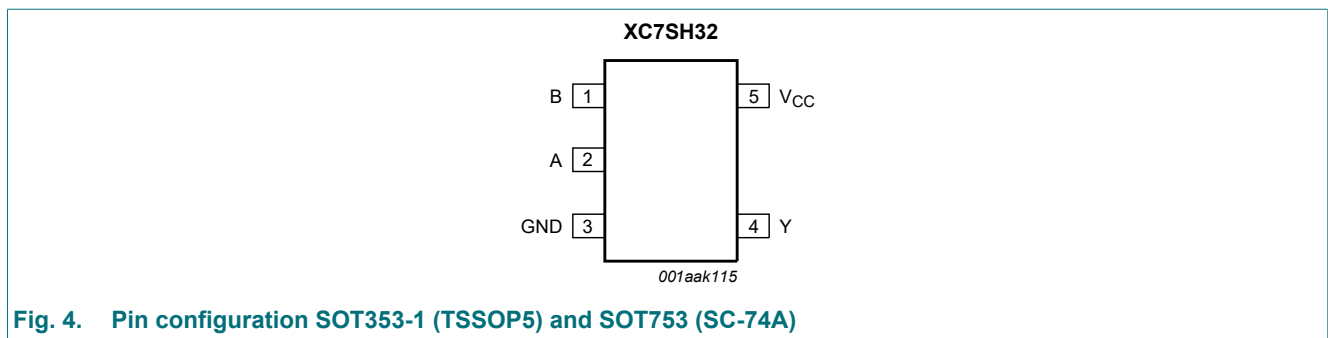 XC7SH32
B 1
5 VCC
A 2
GND 3
4 Y
001aak115
Fig. 4. Pin configuration SOT353-1 (TSSOP5) and SOT753 (SC-74A)